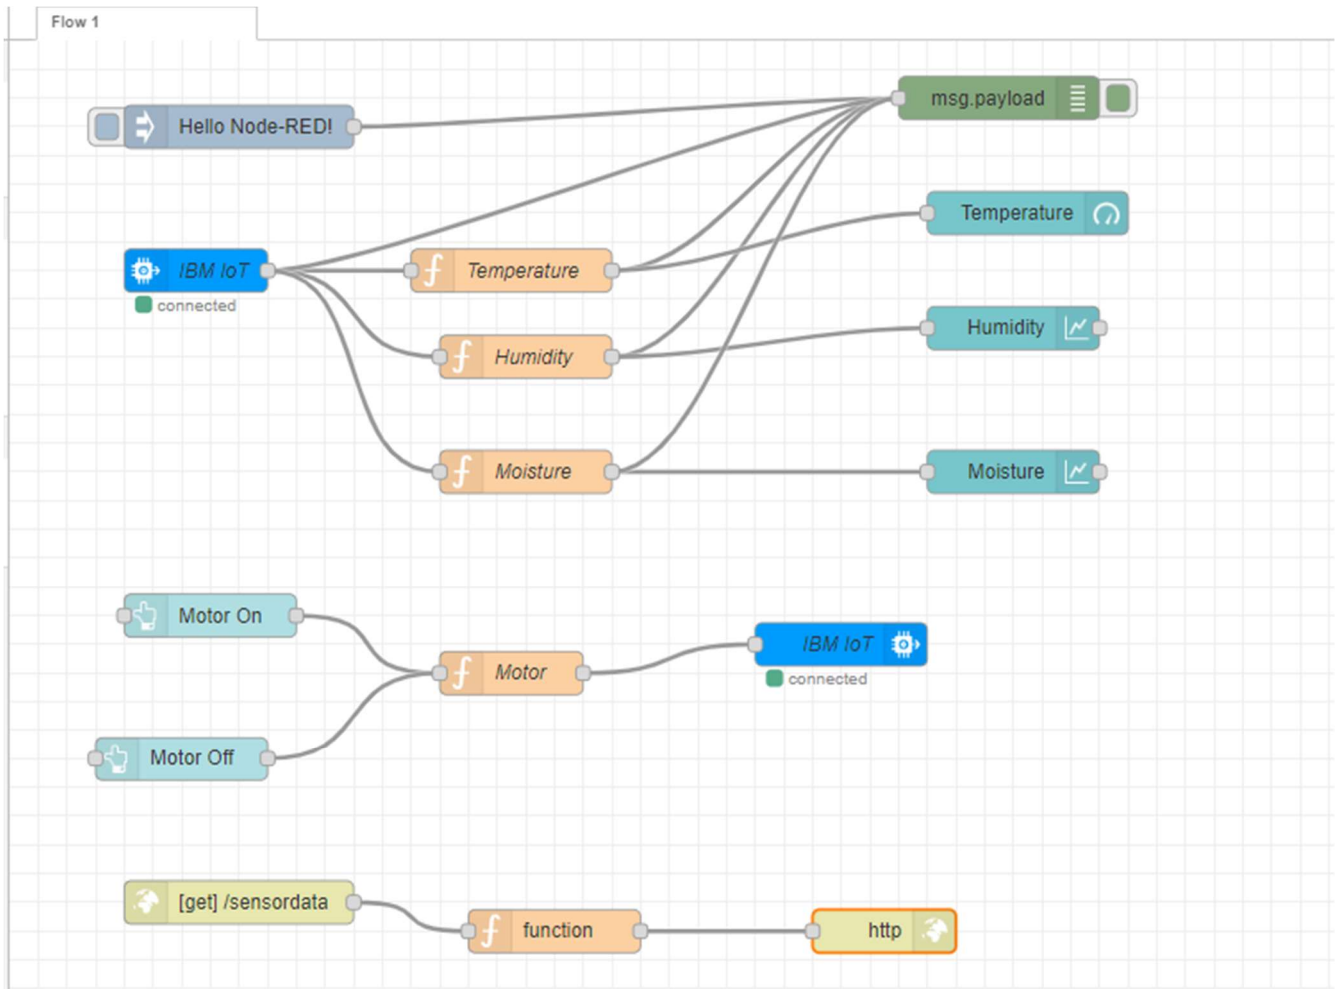 Flow 1
Hello Node-RED!
msg.payload
Temperature
IBM IoT
connected
Temperature
Humidity
Humidity
Moisture
Moisture
Motor On
IBM IoT
connected
Motor
Motor Off
[get] /sensordata
function
http